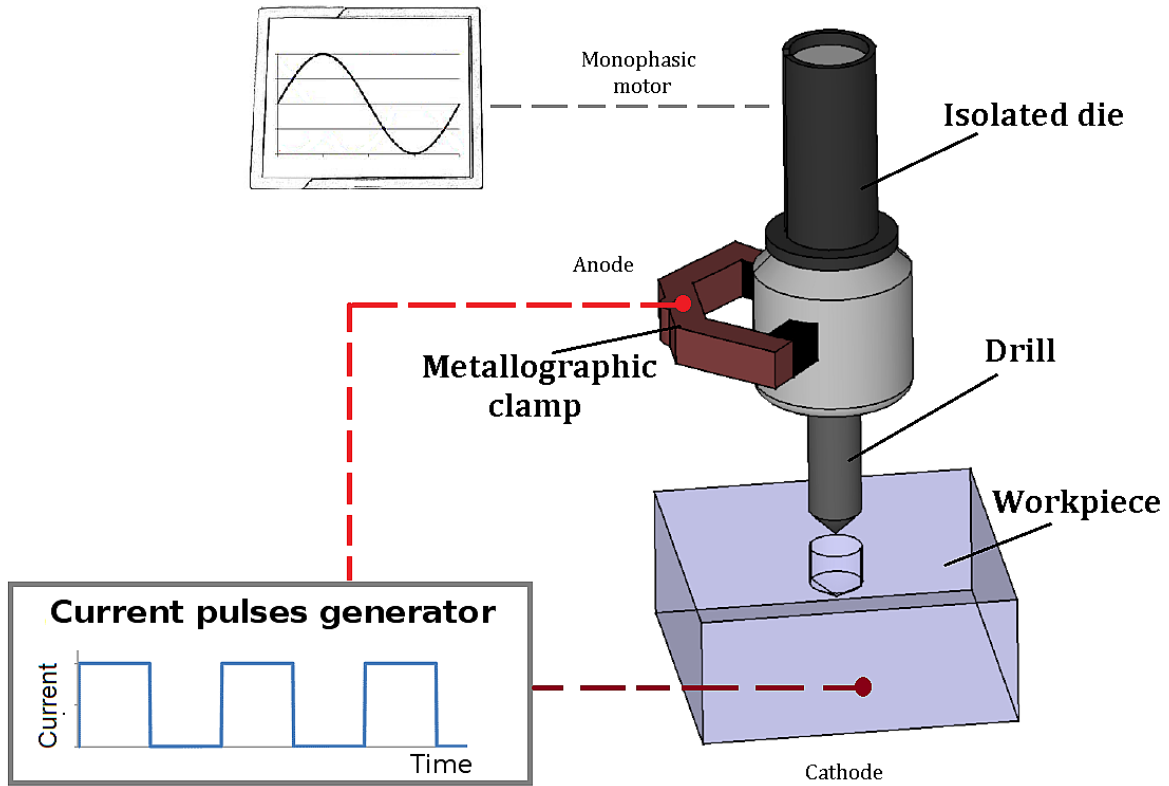 Monophasic
motor
Isolated die
Anode
Metallographic
clamp
Drill
Workpiece
Current pulses generator
Current
Time
Cathode